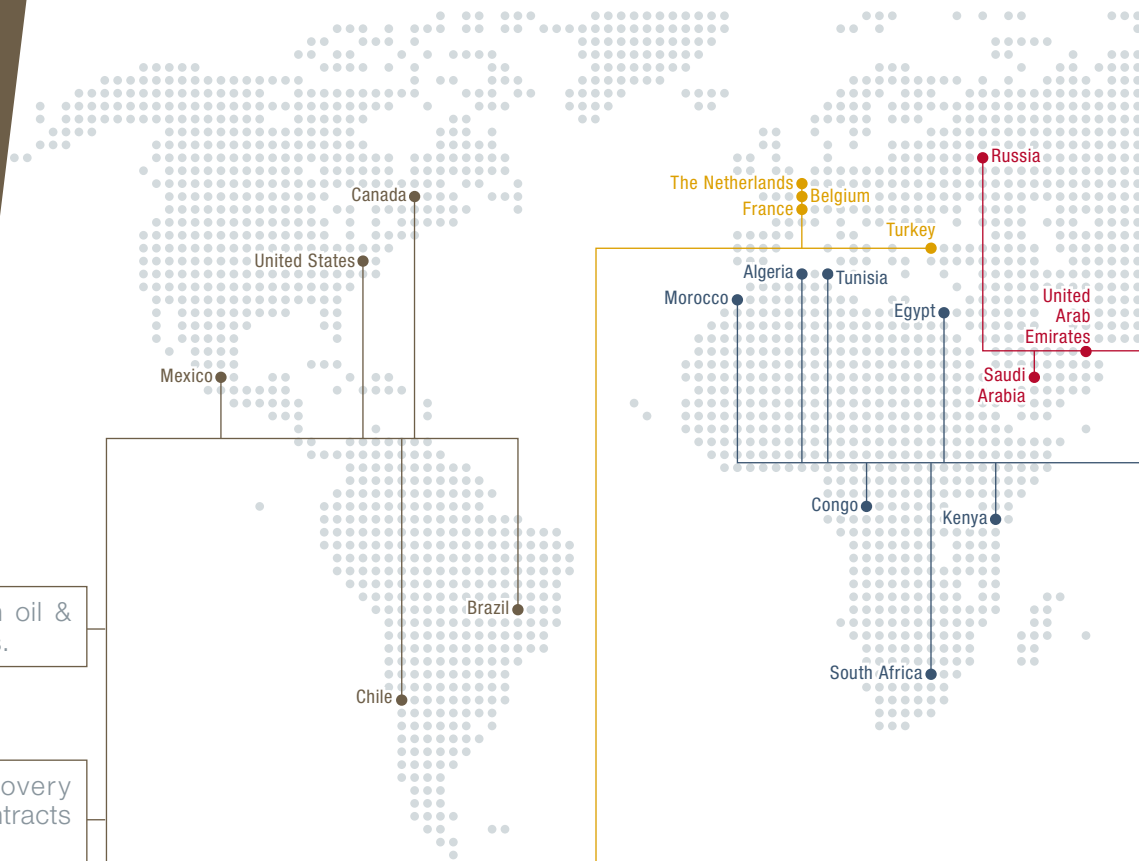 Russia
The Netherlands
Belgium
Canada
France
Turkey
United States
Algeria
Tunisia
Morocco
United
Arab
Emirates
Egypt
Mexico
Saudi
Arabia
Congo
Kenya
Brazil
oil &
South Africa
Chile
overy
ntracts